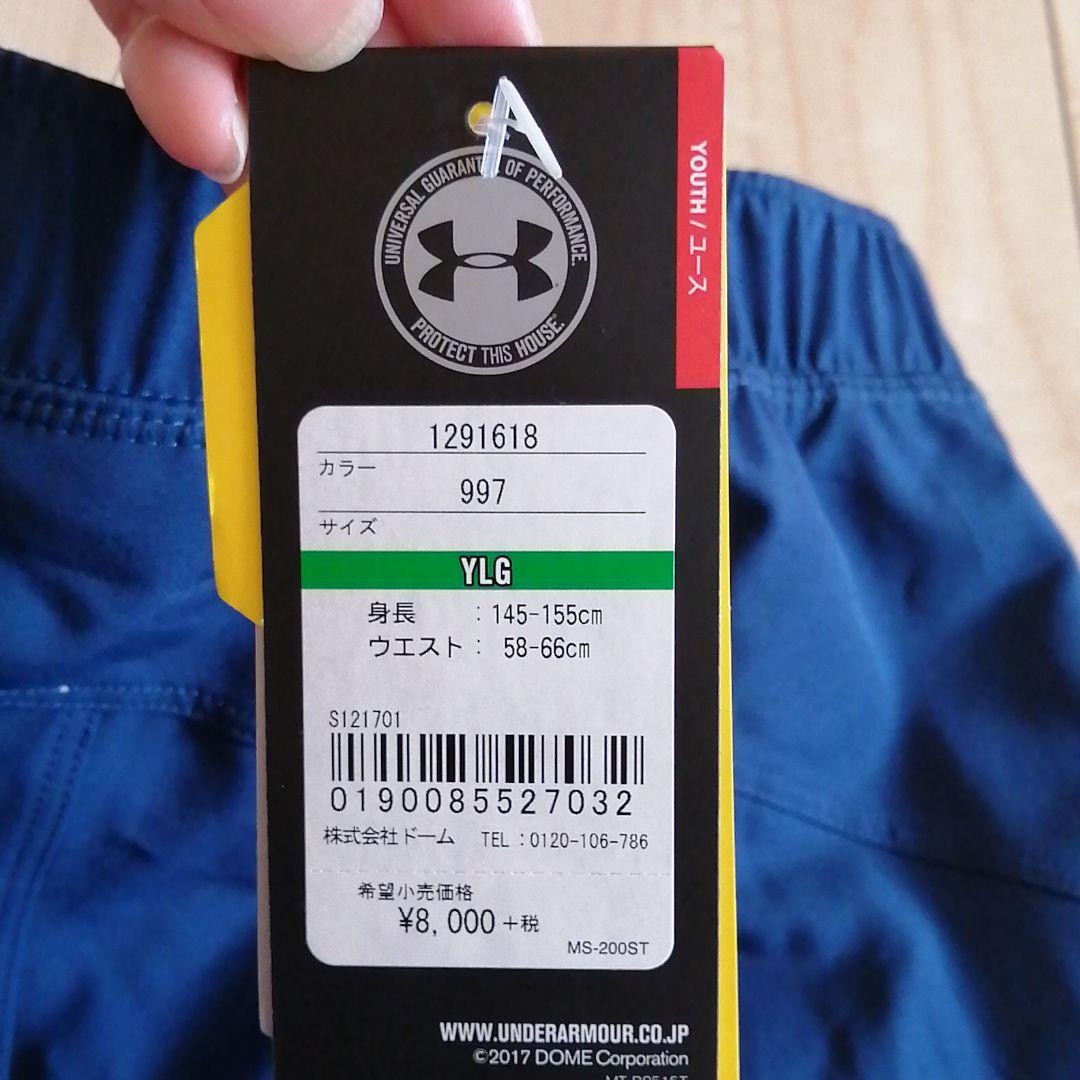 UNIVERSAL GUARANTEE OF PERFORMANCE.
PROTECT THIS HOUSE.
YOUTH / ユース
1291618
カラー
997
サイズ
YLG
身長 : 145-155cm
ウエスト : 58-66cm
S121701
0190085527032
株式会社ドーム TEL :0120-106-786
希望小売価格
¥8,000 +税
MS-200ST
WWW.UNDERARMOUR.CO.JP
©2017 DOME Corporation